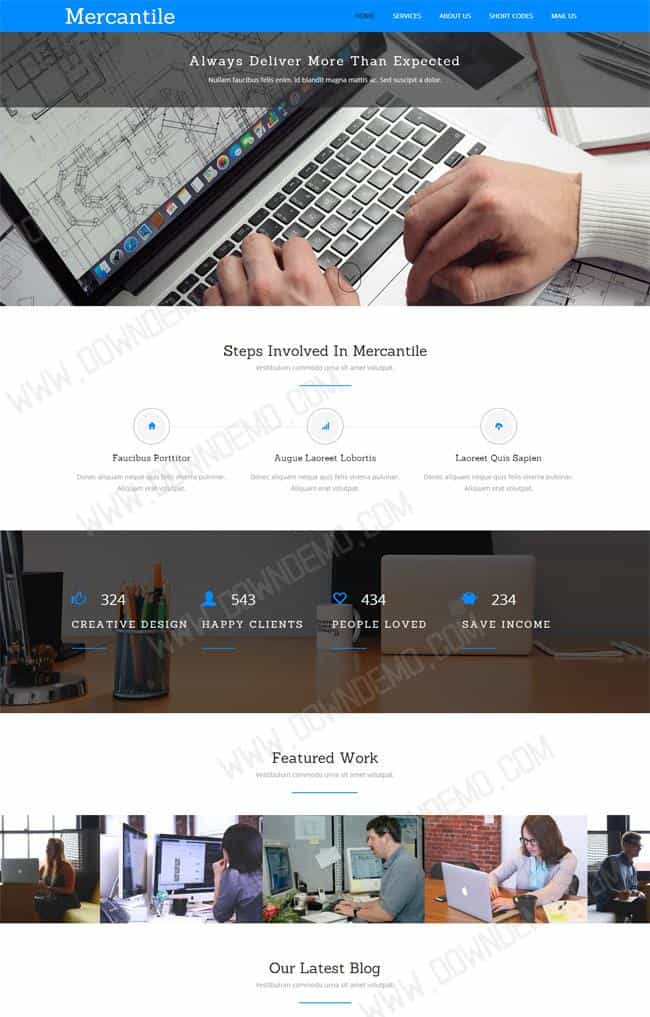 Mercantile
HOME SERVICES ABOUT US SHORT CODES MAIL US
Always Deliver More Than Expected
Nullam faucibus felis enim, id blandit magna mattis ac. Sed suscipit a dolor.
Steps Involved In Mercantile
Vestibulum commodo urna sit amet volutpat.
Faucibus Porttitor
Augue Laoreet Lobortis
Laoreet Quis Sapien
Donec aliquam neque quis felis viverra pulvinar.
Aliquam erat volutpat.
Donec aliquam neque quis felis viverra pulvinar.
Aliquam erat volutpat.
Donec aliquam neque quis felis viverra pulvinar.
Aliquam erat volutpat.
324
CREATIVE DESIGN
543
HAPPY CLIENTS
434
PEOPLE LOVED
234
SAVE INCOME
Featured Work
Vestibulum commodo urna sit amet volutpat.
Our Latest Blog
Vestibulum commodo urna sit amet volutpat.
WWW.DOWNDEMO.COM
WWW.DOWNDEMO.COM
WWW.DOWNDEMO.COM
WWW.DOWNDEMO.COM